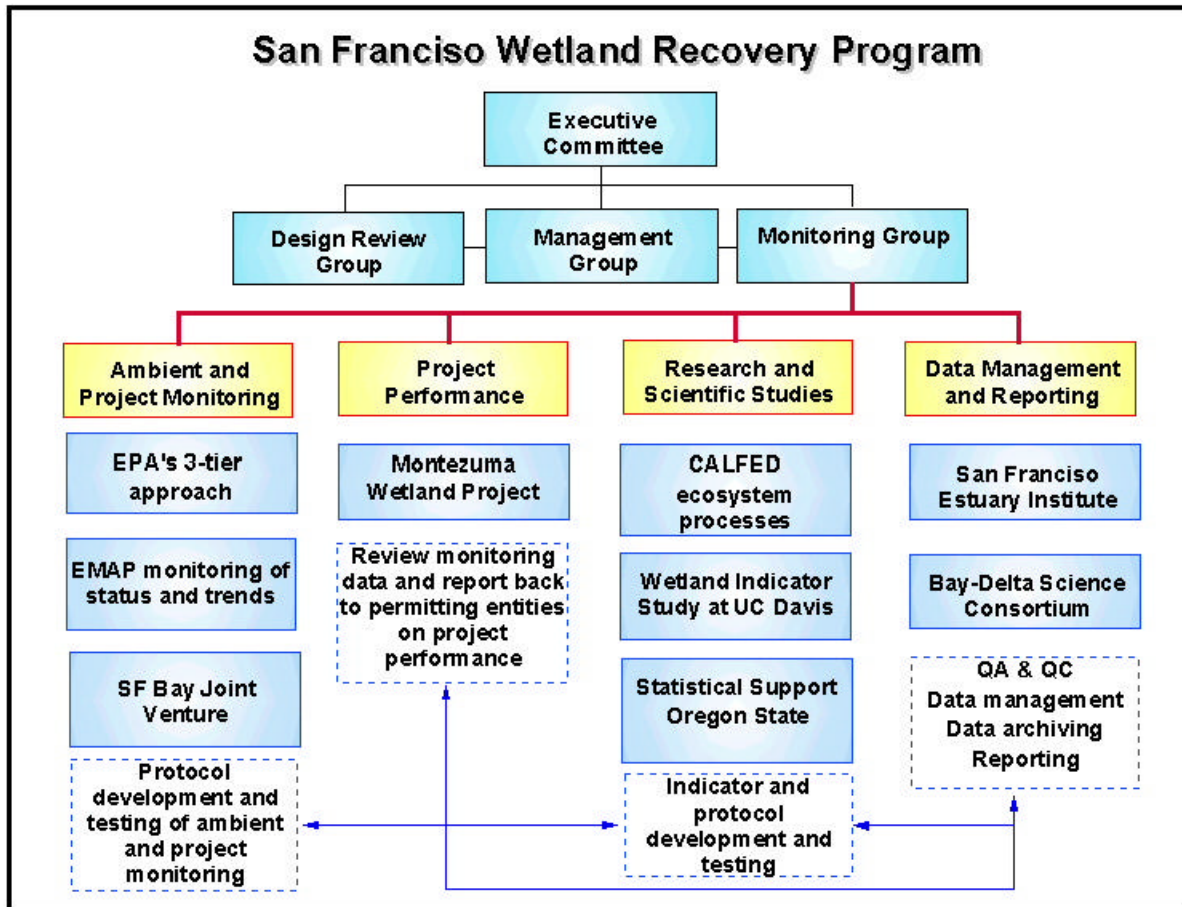 San Franciso Wetland Recovery Program
Executive
Committee
Design Review
Group
Management
Group
Monitoring Group
Ambient and
Project Monitoring
EPA's 3-tier
approach
EMAP monitoring of
status and trends
SF Bay Joint
Venture
Protocol
development and
testing of ambient
and project
monitoring
Project
Performance
Montezuma
Wetland Project
Review monitoring
data and report back
to permitting entities
on project
performance
Research and
Scientific Studies
CALFED
ecosystem
processes
Wetland Indicator
Study at UC Davis
Statistical Support
Oregon State
Indicator and
protocol
development and
testing
Data Management
and Reporting
San Franciso
Estuary Institute
Bay-Delta Science
Consortium
QA & QC
Data management
Data archiving
Reporting